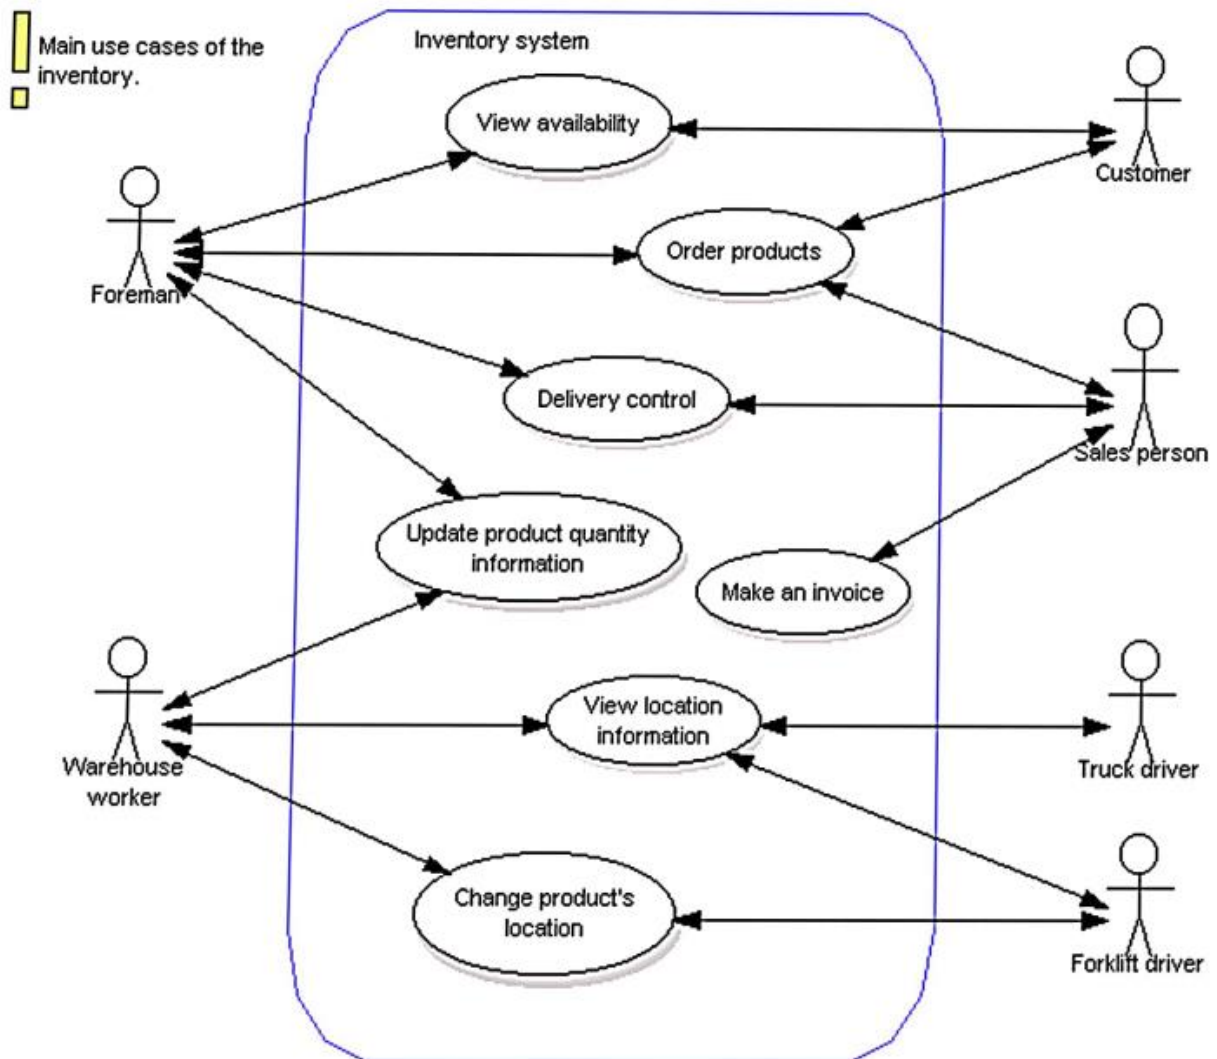 Main use cases of the
inventory.
Inventory system
View availability
Customer
Order products
Foreman
Delivery control
Sales person
Update product quantity
information
Make an invoice
View location
information
Warehouse
worker
Truck driver
Change product's
location
Forklift driver